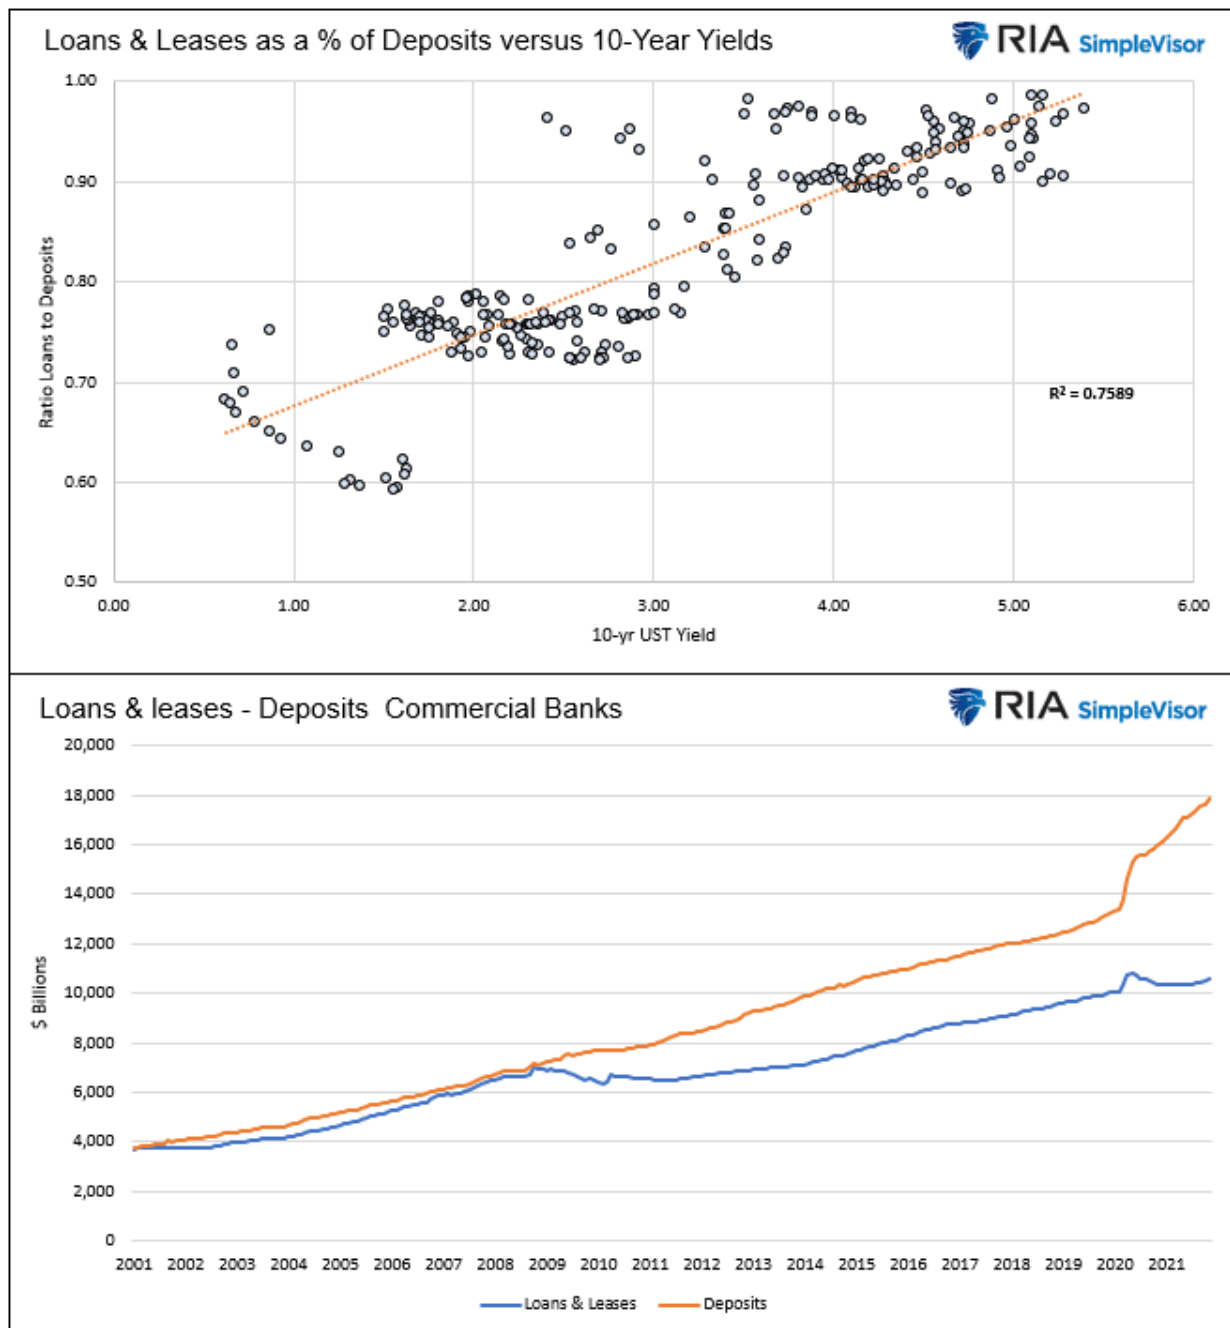 Loans & Leases as a % of Deposits versus 10-Year Yields
RIA SimpleVisor
1.00
0.90
0.80
0.70
0.60
0.50
Ratio Loans to Deposits
R² = 0.7589
0.00 1.00 2.00 3.00 4.00 5.00 6.00
10-yr UST Yield
Loans & leases - Deposits Commercial Banks
RIA SimpleVisor
20,000
18,000
16,000
14,000
12,000
10,000
8,000
6,000
4,000
2,000
0
$ Billions
2001 2002 2003 2004 2005 2006 2007 2008 2009 2010 2011 2012 2013 2014 2015 2016 2017 2018 2019 2020 2021
Loans & Leases Deposits